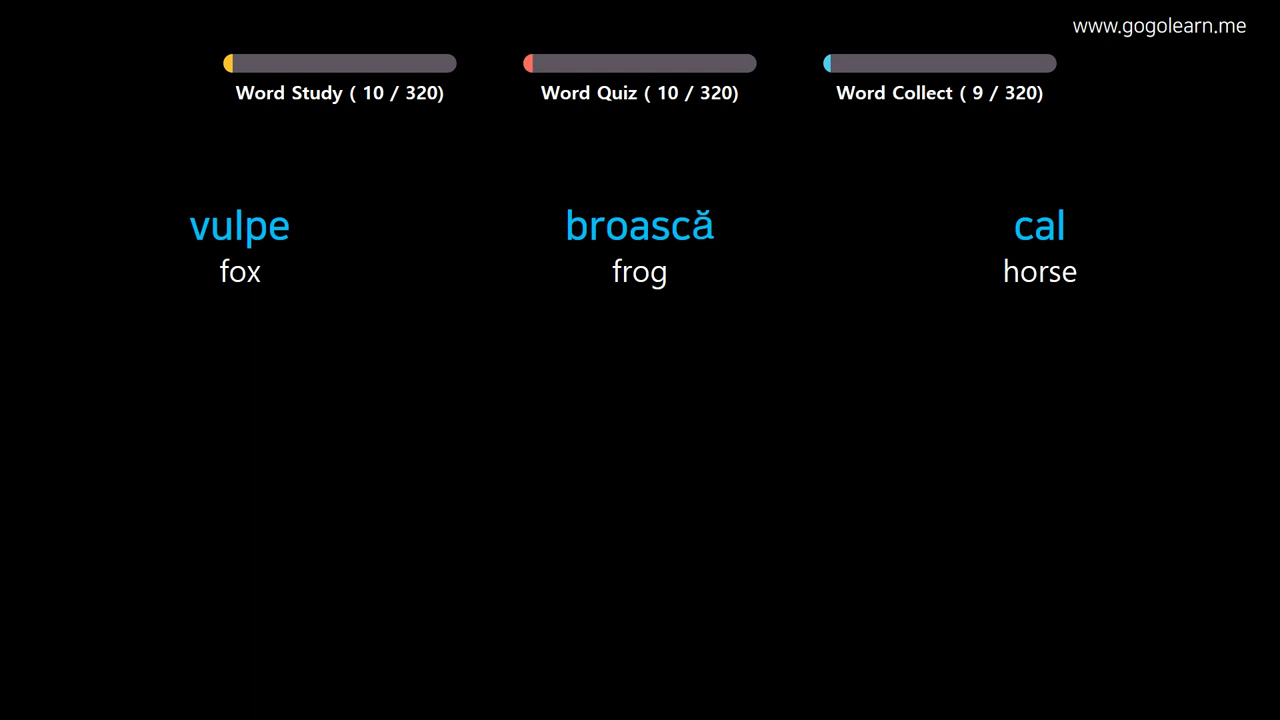 www.gogolearn.me
Word Study ( 10 / 320)
Word Quiz ( 10 / 320)
Word Collect ( 9 / 320)
vulpe
fox
broască
frog
cal
horse